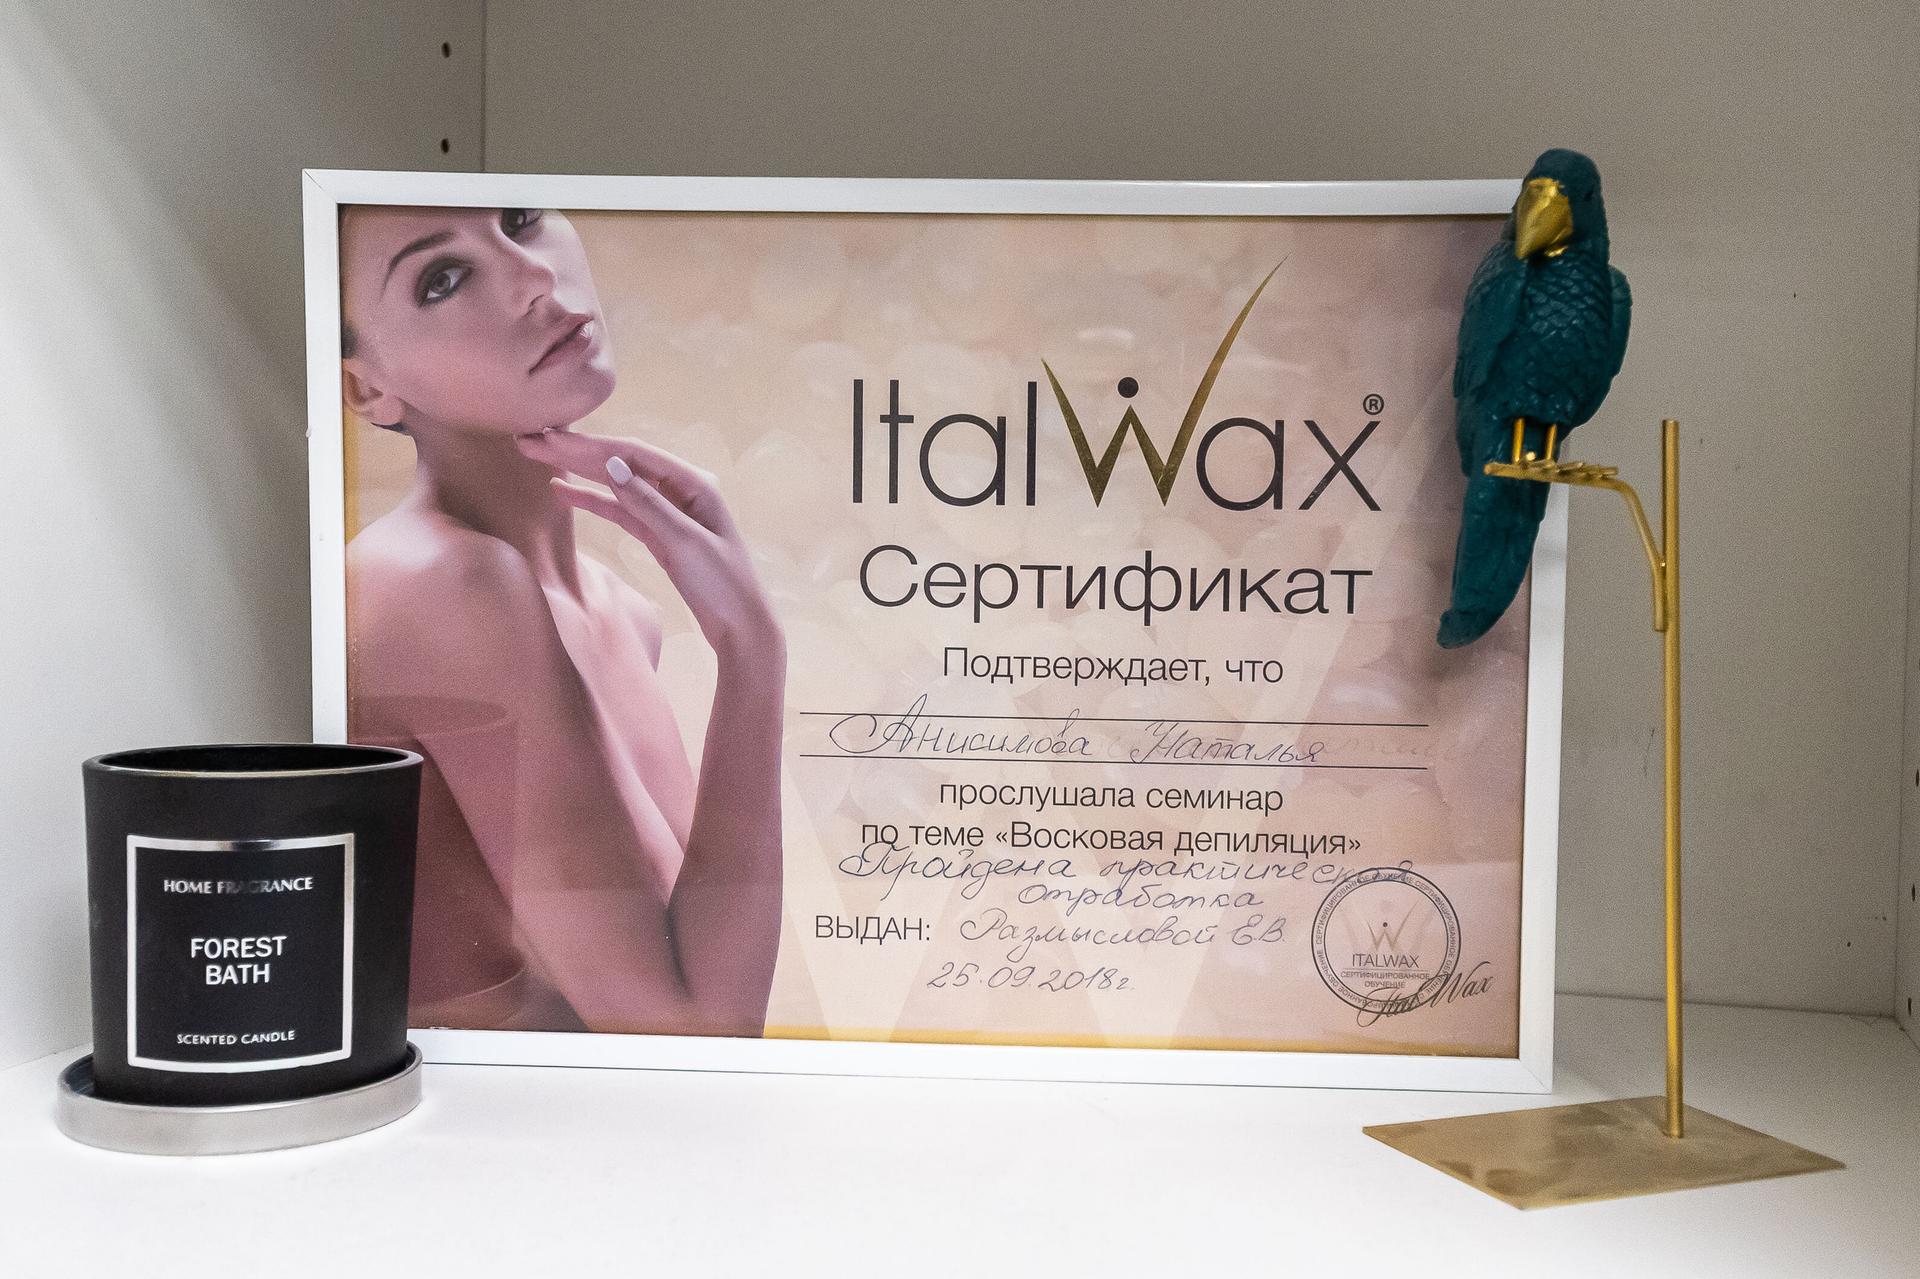 ItalWax®
Сертификат
Подтверждает, что
Анисимова Наталья
прослушала семинар
по теме «Восковая депиляция»
Пройдена практическая
отработка
ВЫДАН: Размысловой Е.В.
25.09.2018г.
ITALWAX
СЕРТИФИЦИРОВАННОЕ
ОБУЧЕНИЕ
ItalWax
HOME FRAGRANCE
FOREST
BATH
SCENTED CANDLE